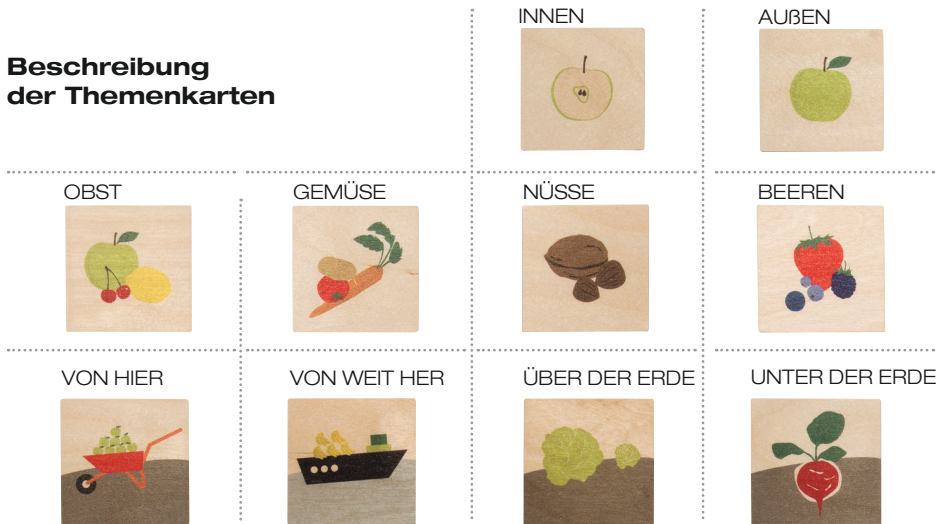 Beschreibung
der Themenkarten
INNEN
AUßEN
OBST
GEMÜSE
NÜSSE
BEEREN
VON HIER
VON WEIT HER
ÜBER DER ERDE
UNTER DER ERDE